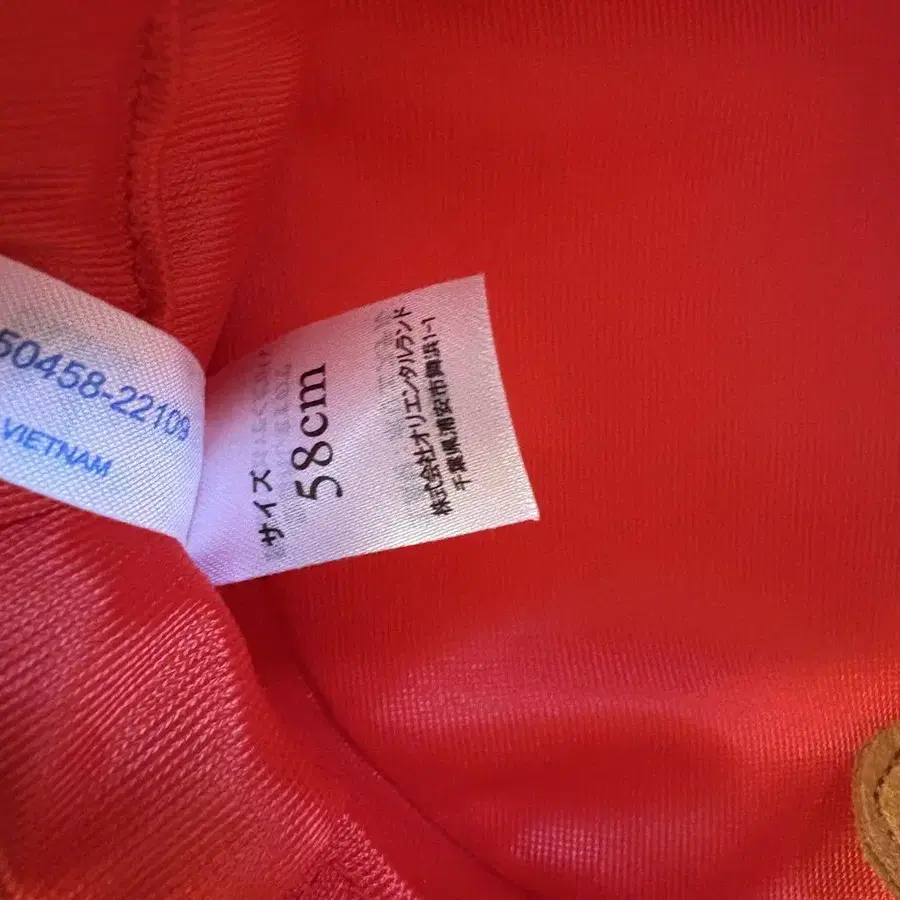 50458-22109
VIETNAM
サイズ
58cm
株式会社オリエンタルランド
千葉県浦安市舞浜1-1